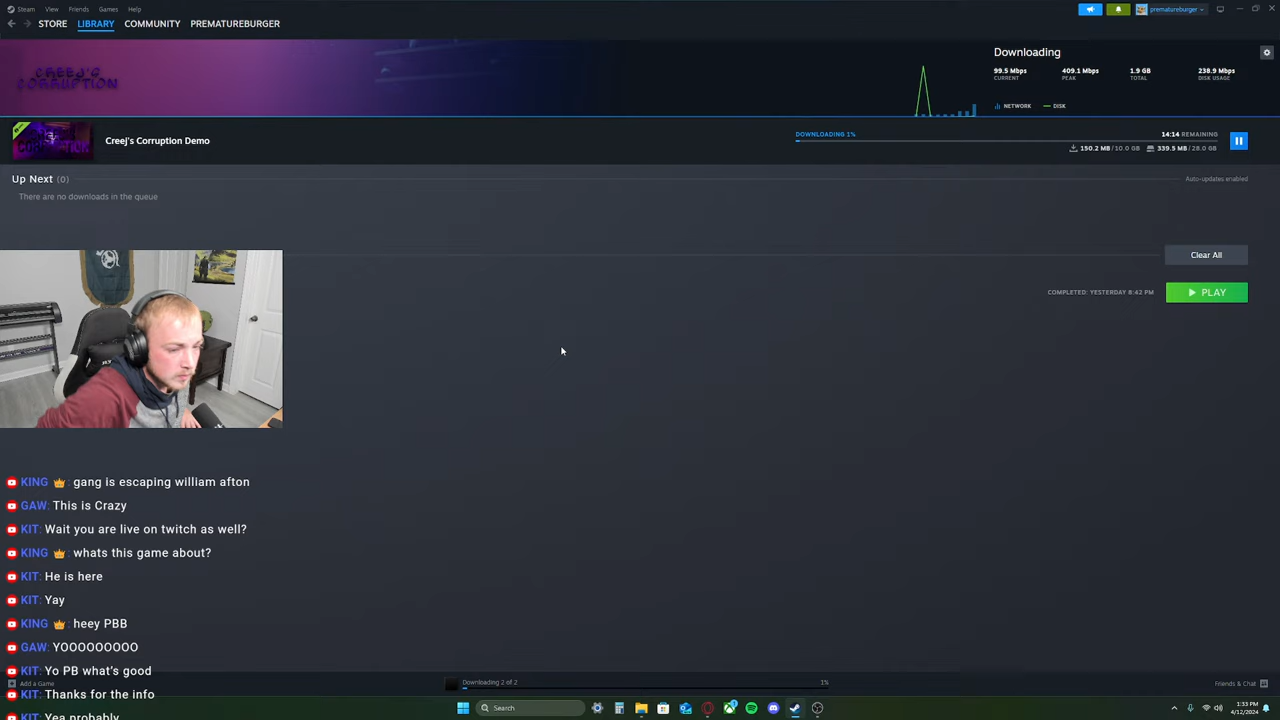 Steam View Friends Games Help
prematureburger
STORE LIBRARY COMMUNITY PREMATUREBURGER
CREEJ'S
CORRUPTION
Downloading
99.5 Mbps 409.1 Mbps 1.9 GB 238.9 Mbps
CURRENT PEAK TOTAL DISK USAGE
NETWORK DISK
Creej's Corruption Demo
DOWNLOADING 1% 14:14 REMAINING
150.2 MB/10.0 GB 339.5 MB/28.0 GB
Up Next (0) Auto-updates enabled
There are no downloads in the queue
Clear All
COMPLETED: YESTERDAY 8:42 PM PLAY
KING : gang is escaping william afton
GAW: This is Crazy
KIT: Wait you are live on twitch as well?
KING : whats this game about?
KIT: He is here
KIT: Yay
KING : heey PBB
GAW: YOOOOOOOOO
KIT: Yo PB what's good
Add a Game
Downloading 2 of 2 1%
Friends & Chat
KIT: Thanks for the info
KIT: Yea probably
Search
1:33 PM
4/12/2024